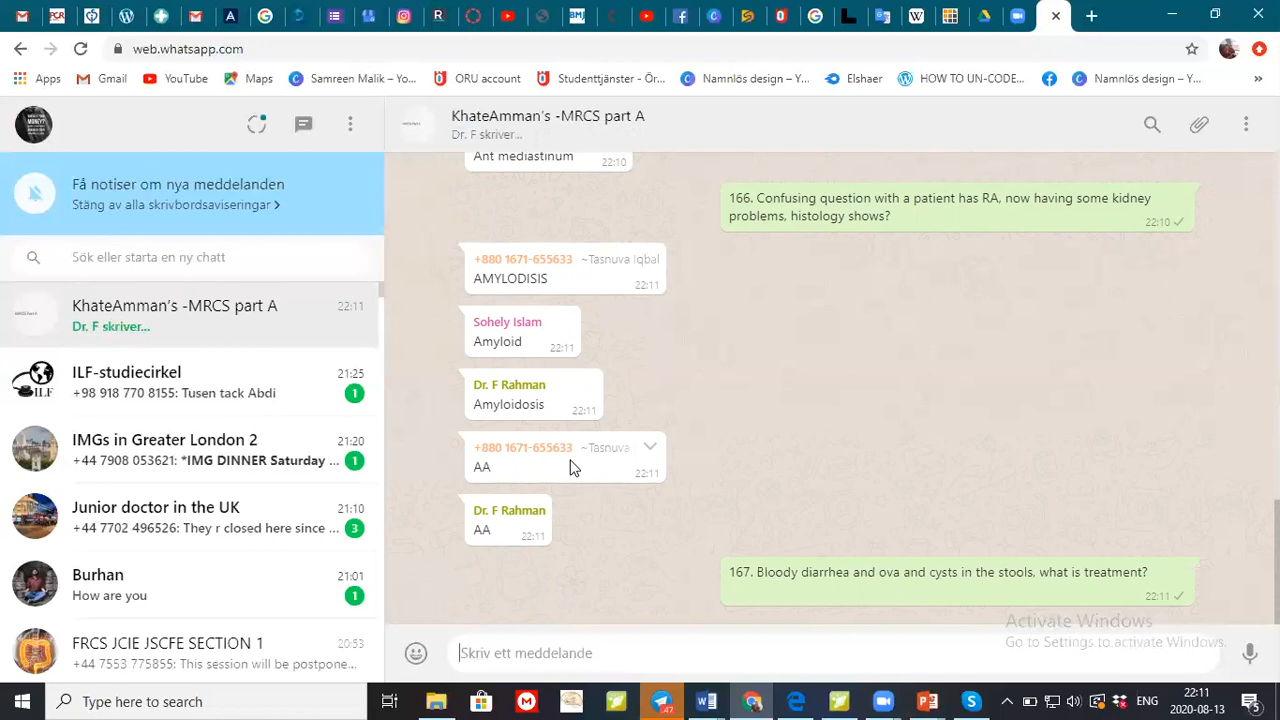 web.whatsapp.com
Apps
Gmail
YouTube
Maps
Samreen Malik – Yo...
ORU account
Studenttjänster - Ör...
Namnlös design – Y...
Elshaer
HOW TO UN-CODE...
Namnlös design – Y...
»
KhateAmman's -MRCS part A
Dr. F skriver...
Få notiser om nya meddelanden
Stäng av alla skrivbordsaviseringar >
Sök eller starta en ny chatt
KhateAmman's -MRCS part A 22:11
Dr. F skriver...
ILF-studiecirkel 21:25
+98 918 770 8155: Tusen tack Abdi 1
IMGs in Greater London 2 21:20
+44 7908 053621: *IMG DINNER Saturday ... 1
Junior doctor in the UK 21:10
+44 7702 496526: They r closed here since ... 3
Burhan 21:01
How are you 1
FRCS JCIE JSCFE SECTION 1 20:53
+44 7553 775855: This session will be postpone...
Ant mediastinum 22:10
166. Confusing question with a patient has RA, now having some kidney
problems, histology shows?
22:10
+880 1671-655633 ~Tasnuva Iqbal
AMYLODISIS
22:11
Sohely Islam
Amyloid
22:11
Dr. F Rahman
Amyloidosis
22:11
+880 1671-655633 ~Tasnuva
AA
22:11
Dr. F Rahman
AA
22:11
167. Bloody diarrhea and ova and cysts in the stools, what is treatment?
22:11
Activate Windows
Go to Settings to activate Windows.
Skriv ett meddelande
Type here to search
47
ENG
22:11
2020-08-13
5